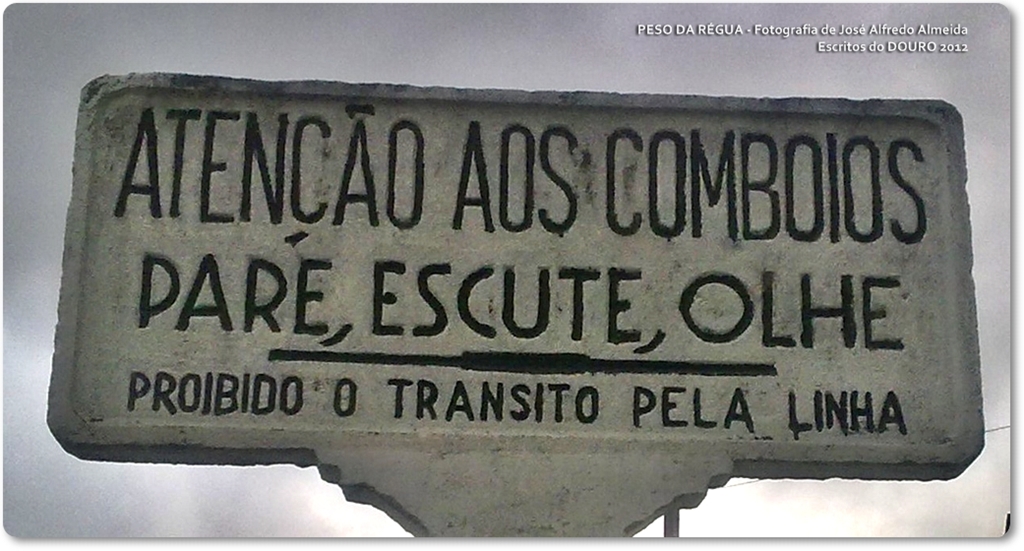 PESO DA RÉGUA - Fotografia de José Alfredo Almeida
Escritos do DOURO 2012
ATENÇÃO AOS COMBOIOS
PARE, ESCUTE, OLHE
PROIBIDO O TRANSITO PELA LINHA